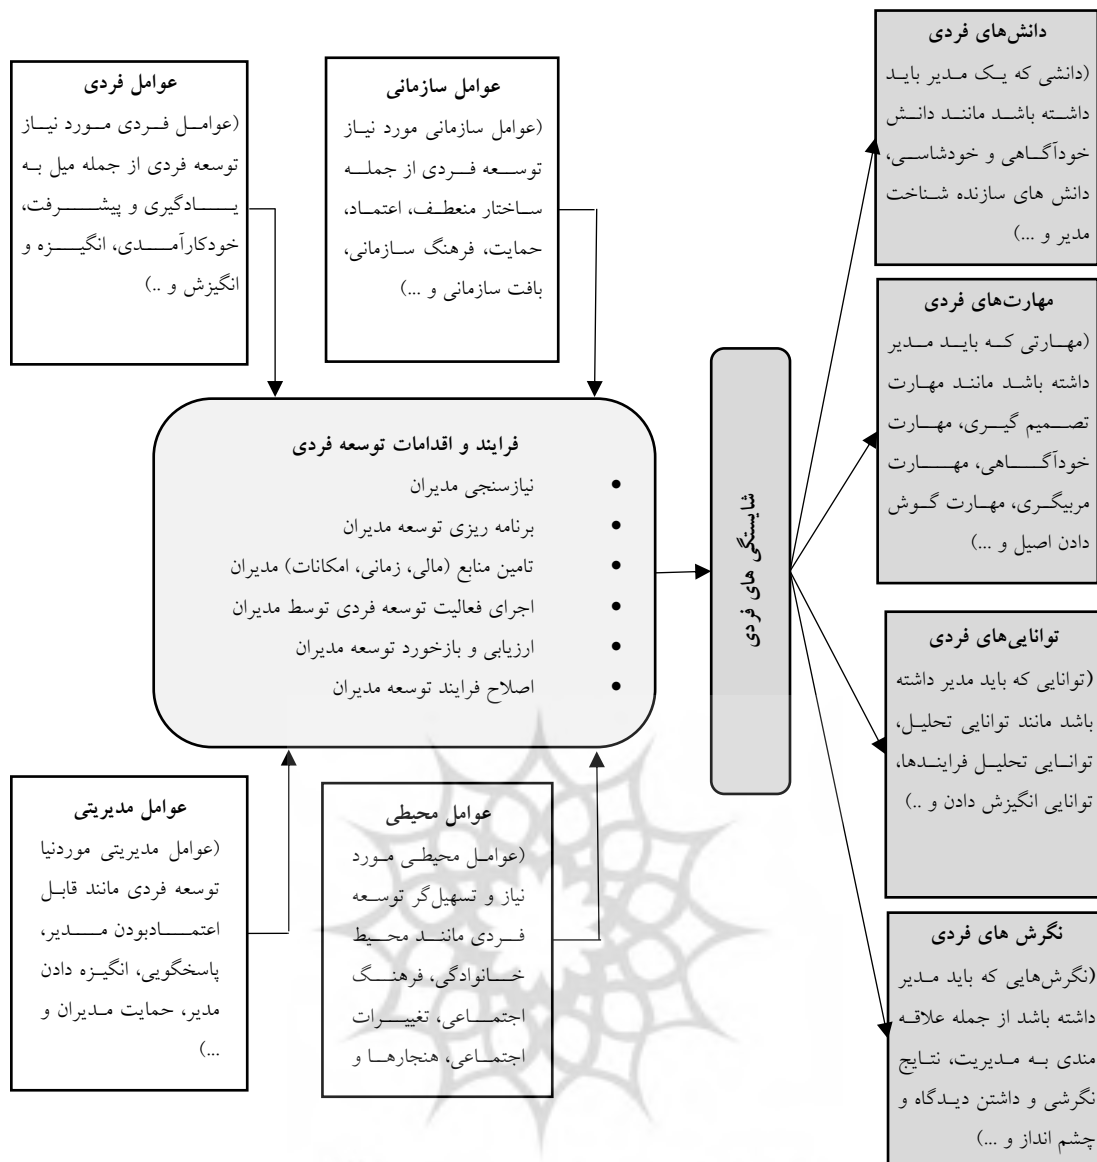 دانش‌های فردی
(دانشی که یک مدیر باید
داشته باشد مانند دانش
خودآگاهی و خودشاسی،
دانش های سازنده شناخت
مدیر و ...)
عوامل سازمانی
(عوامل سازمانی مورد نیاز
توسعه فردی از جمله
ساختار منعطف، اعتماد،
حمایت، فرهنگ سازمانی،
بافت سازمانی و ...)
عوامل فردی
(عوامل فردی مورد نیاز
توسعه فردی از جمله میل به
یادگیری و پیشرفت،
خودکارآمدی، انگیزه و
انگیزش و ..)
مهارت‌های فردی
(مهارتی که باید مدیر
داشته باشد مانند مهارت
تصمیم گیری، مهارت
خودآگاهی، مهارت
مربیگری، مهارت گوش
دادن اصیل و ...)
شایستگی های فردی
فرایند و اقدامات توسعه فردی
• نیازسنجی مدیران
• برنامه ریزی توسعه مدیران
• تامین منابع (مالی، زمانی، امکانات) مدیران
• اجرای فعالیت توسعه فردی توسط مدیران
• ارزیابی و بازخورد توسعه مدیران
• اصلاح فرایند توسعه مدیران
توانایی‌های فردی
(توانایی که باید مدیر داشته
باشد مانند توانایی تحلیل،
توانایی تحلیل فرایندها،
توانایی انگیزش دادن و ..)
عوامل محیطی
(عوامل محیطی مورد
نیاز و تسهیل‌گر توسعه
فردی مانند محیط
خانوادگی، فرهنگ
اجتماعی، تغییرات
اجتماعی، هنجارها و
عوامل مدیریتی
(عوامل مدیریتی موردنیا
توسعه فردی مانند قابل
اعتمادبودن مدیر،
پاسخگویی، انگیزه دادن
مدیر، حمایت مدیران و
...)
نگرش های فردی
(نگرش‌هایی که باید مدیر
داشته باشد از جمله علاقه
مندی به مدیریت، نتایج
نگرشی و داشتن دیدگاه و
چشم انداز و ...)